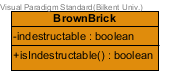 Visual Paradigm Standard(Bilkent Univ.)
BrownBrick
-indestructable : boolean
+isIndestructable() : boolean